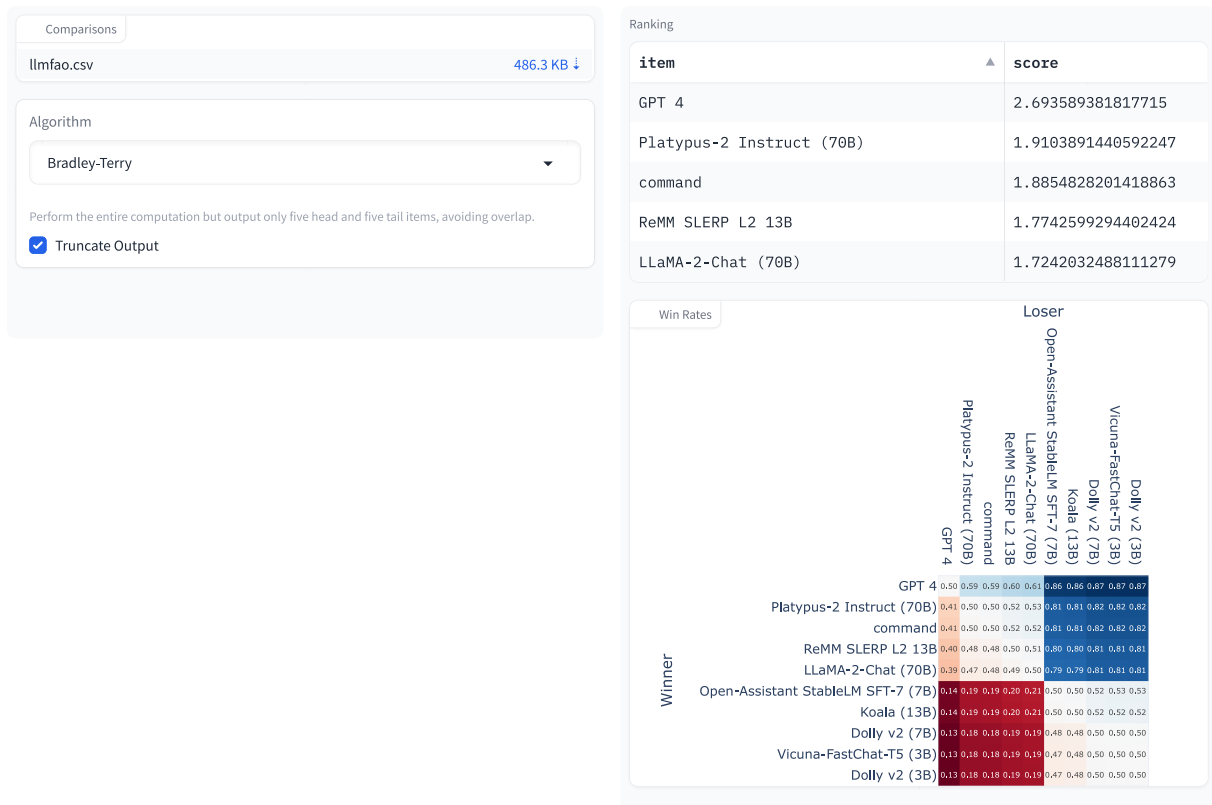 Comparisons
llmfao.csv 486.3 KB ↓
Algorithm
Bradley-Terry
Perform the entire computation but output only five head and five tail items, avoiding overlap.
Truncate Output
Ranking
item score
GPT 4 2.693589381817715
Platypus-2 Instruct (70B) 1.9103891440592247
command 1.8854828201418863
ReMM SLERP L2 13B 1.7742599294402424
LLaMA-2-Chat (70B) 1.7242032488111279
Win Rates
Loser
GPT 4
Platypus-2 Instruct (70B)
command
ReMM SLERP L2 13B
LLaMA-2-Chat (70B)
Open-Assistant StableLM SFT-7 (7B)
Koala (13B)
Dolly v2 (7B)
Vicuna-FastChat-T5 (3B)
Dolly v2 (3B)
Winner
GPT 4 0.50 0.59 0.59 0.60 0.61 0.86 0.86 0.87 0.87 0.87
Platypus-2 Instruct (70B) 0.41 0.50 0.50 0.52 0.53 0.81 0.81 0.82 0.82 0.82
command 0.41 0.50 0.50 0.52 0.52 0.81 0.81 0.82 0.82 0.82
ReMM SLERP L2 13B 0.40 0.48 0.48 0.50 0.51 0.80 0.80 0.81 0.81 0.81
LLaMA-2-Chat (70B) 0.39 0.47 0.48 0.49 0.50 0.79 0.79 0.81 0.81 0.81
Open-Assistant StableLM SFT-7 (7B) 0.14 0.19 0.19 0.20 0.21 0.50 0.50 0.52 0.53 0.53
Koala (13B) 0.14 0.19 0.19 0.20 0.21 0.50 0.50 0.52 0.52 0.52
Dolly v2 (7B) 0.13 0.18 0.18 0.19 0.19 0.48 0.48 0.50 0.50 0.50
Vicuna-FastChat-T5 (3B) 0.13 0.18 0.18 0.19 0.19 0.47 0.48 0.50 0.50 0.50
Dolly v2 (3B) 0.13 0.18 0.18 0.19 0.19 0.47 0.48 0.50 0.50 0.50